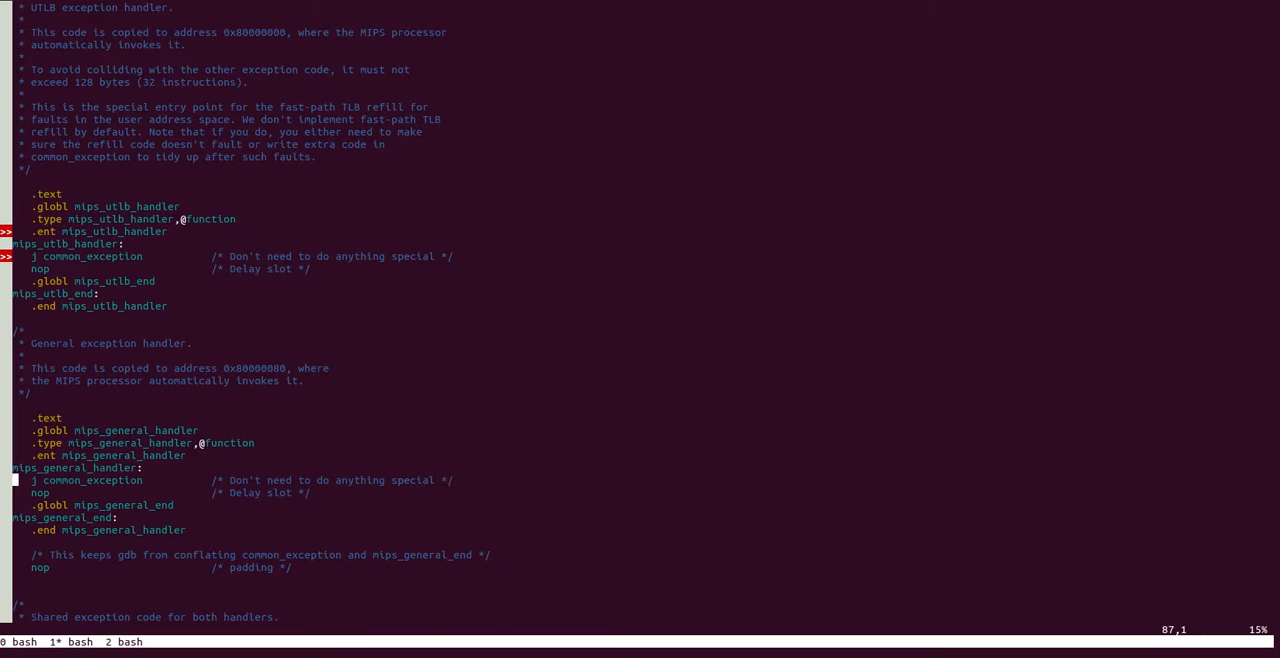 * UTLB exception handler.
 *
 * This code is copied to address 0x80000000, where the MIPS processor
 * automatically invokes it.
 *
 * To avoid colliding with the other exception code, it must not
 * exceed 128 bytes (32 instructions).
 *
 * This is the special entry point for the fast-path TLB refill for
 * faults in the user address space. We don't implement fast-path TLB
 * refill by default. Note that if you do, you either need to make
 * sure the refill code doesn't fault or write extra code in
 * common_exception to tidy up after such faults.
 */
   .text
   .globl mips_utlb_handler
   .type mips_utlb_handler,@function
>>   .ent mips_utlb_handler
mips_utlb_handler:
>>   j common_exception           /* Don't need to do anything special */
   nop                          /* Delay slot */
   .globl mips_utlb_end
mips_utlb_end:
   .end mips_utlb_handler
/*
 * General exception handler.
 *
 * This code is copied to address 0x80000080, where
 * the MIPS processor automatically invokes it.
 */
   .text
   .globl mips_general_handler
   .type mips_general_handler,@function
   .ent mips_general_handler
mips_general_handler:
   j common_exception           /* Don't need to do anything special */
   nop                          /* Delay slot */
   .globl mips_general_end
mips_general_end:
   .end mips_general_handler
   /* This keeps gdb from conflating common_exception and mips_general_end */
   nop                          /* padding */
/*
 * Shared exception code for both handlers.
87,1          15%
0 bash  1* bash  2 bash